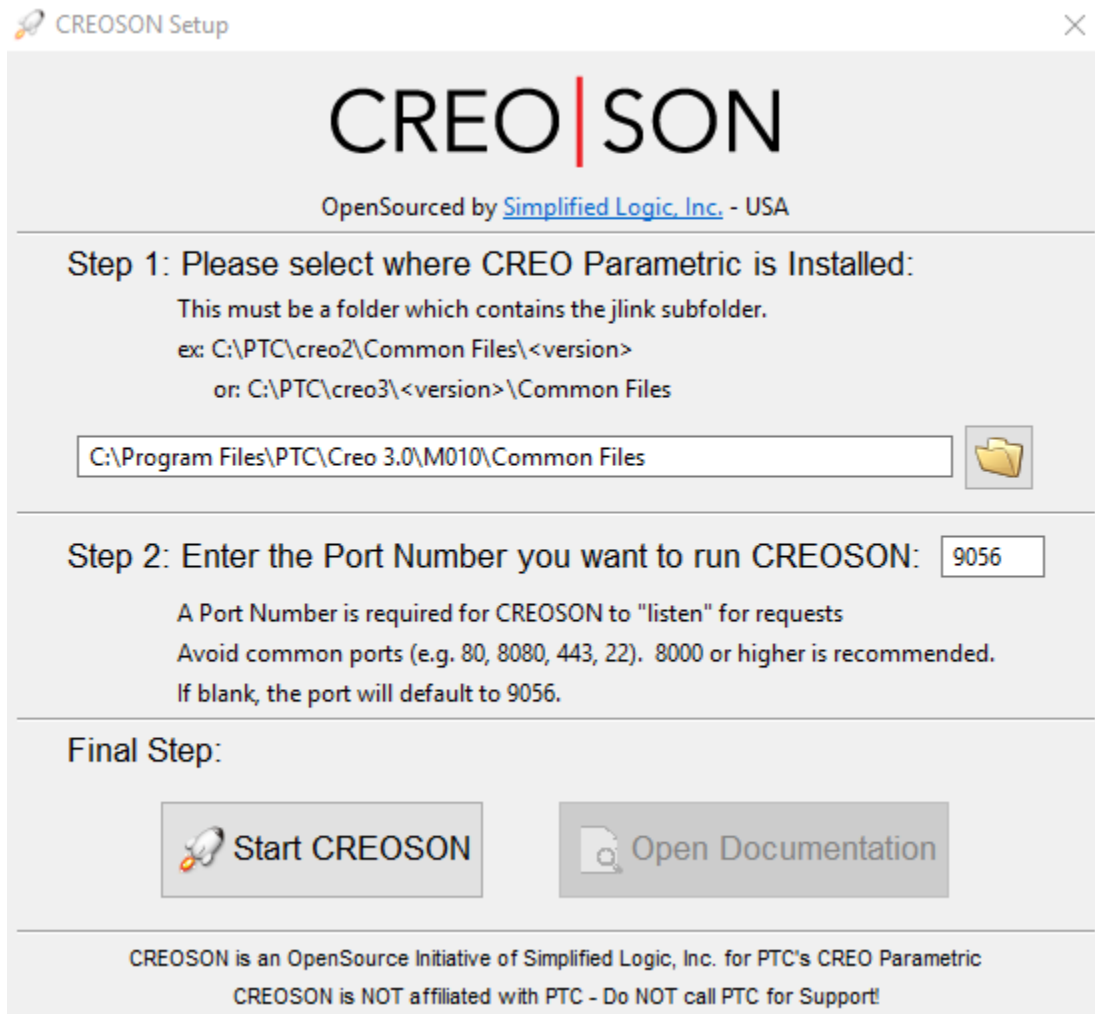 CREOSON Setup
CREO|SON
OpenSourced by Simplified Logic, Inc. - USA
Step 1: Please select where CREO Parametric is Installed:
This must be a folder which contains the jlink subfolder.
ex: C:\PTC\creo2\Common Files\<version>
or: C:\PTC\creo3\<version>\Common Files
C:\Program Files\PTC\Creo 3.0\M010\Common Files
Step 2: Enter the Port Number you want to run CREOSON: 9056
A Port Number is required for CREOSON to "listen" for requests
Avoid common ports (e.g. 80, 8080, 443, 22).  8000 or higher is recommended.
If blank, the port will default to 9056.
Final Step:
Start CREOSON Open Documentation
CREOSON is an OpenSource Initiative of Simplified Logic, Inc. for PTC's CREO Parametric
CREOSON is NOT affiliated with PTC - Do NOT call PTC for Support!